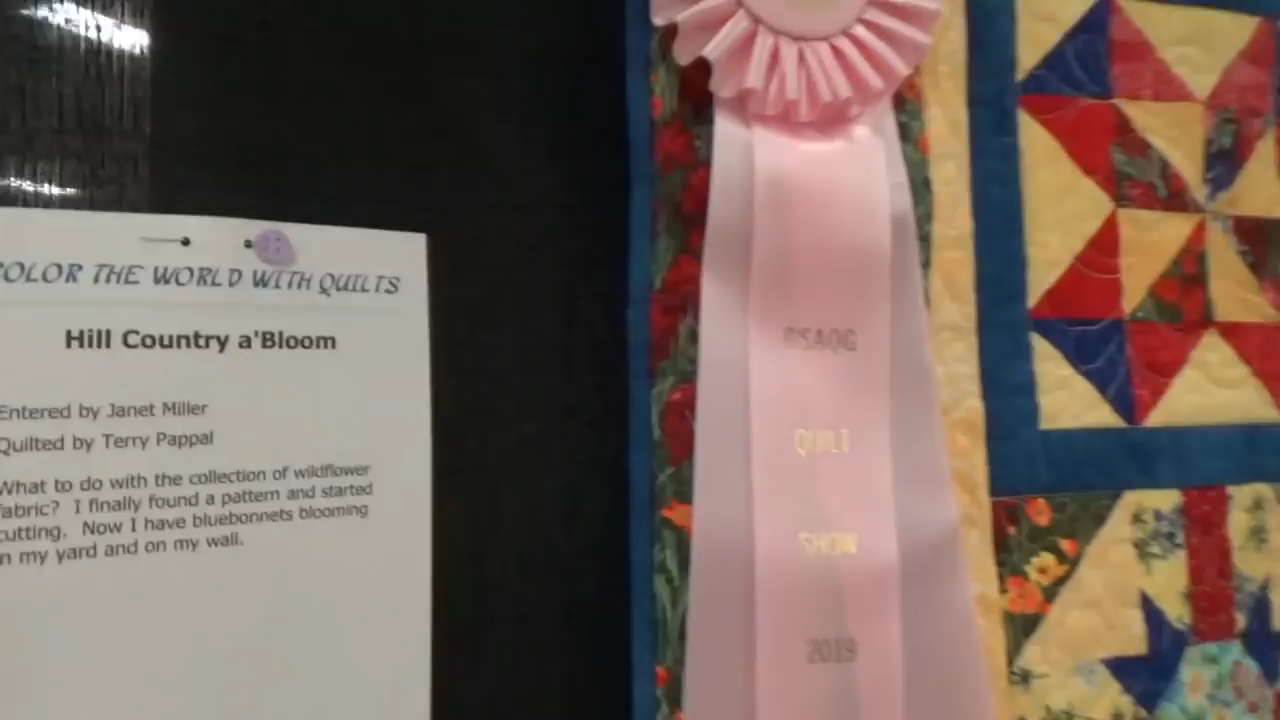 COLOR THE WORLD WITH QUILTS
Hill Country a'Bloom
Entered by Janet Miller
Quilted by Terry Pappal
What to do with the collection of wildflower
fabric? I finally found a pattern and started
cutting. Now I have bluebonnets blooming
in my yard and on my wall.
GSAQG
QUILT
SHOW
2019